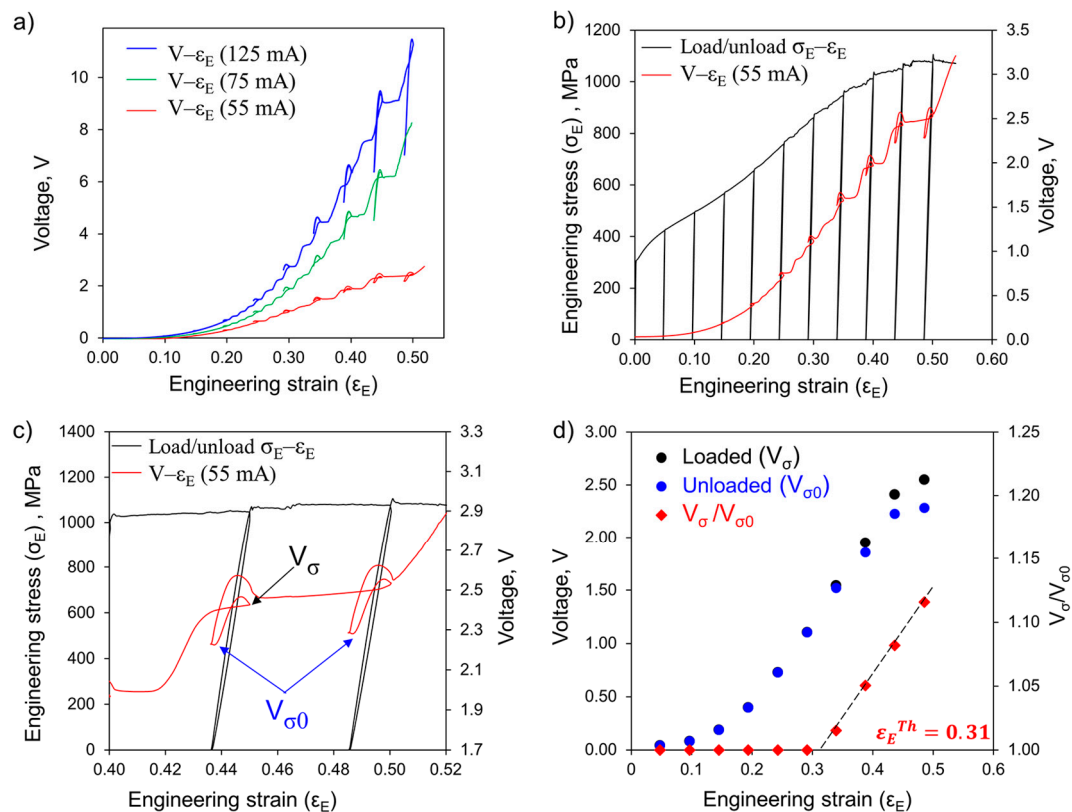 a)
V–εE (125 mA)
V–εE (75 mA)
V–εE (55 mA)
Voltage, V
10
8
6
4
2
0
0.00 0.10 0.20 0.30 0.40 0.50
Engineering strain (εE)
b)
Load/unload σE–εE
V–εE (55 mA)
Engineering stress (σE) , MPa
1200
1000
800
600
400
200
0
3.5
3.0
2.5
2.0
1.5
1.0
0.5
0.0
Voltage, V
0.00 0.10 0.20 0.30 0.40 0.50 0.60
Engineering strain (εE)
c)
Load/unload σE–εE
V–εE (55 mA)
Engineering stress (σE) , MPa
1400
1200
1000
800
600
400
200
0
Vσ
Vσ0
3.3
3.1
2.9
2.7
2.5
2.3
2.1
1.9
1.7
Voltage, V
0.40 0.42 0.44 0.46 0.48 0.50 0.52
Engineering strain (εE)
d)
Loaded (Vσ)
Unloaded (Vσ0)
Vσ /Vσ0
Voltage, V
3.00
2.50
2.00
1.50
1.00
0.50
0.00
1.25
1.20
1.15
1.10
1.05
1.00
Vσ/Vσ0
εE^Th = 0.31
0 0.1 0.2 0.3 0.4 0.5 0.6
Engineering strain (εE)